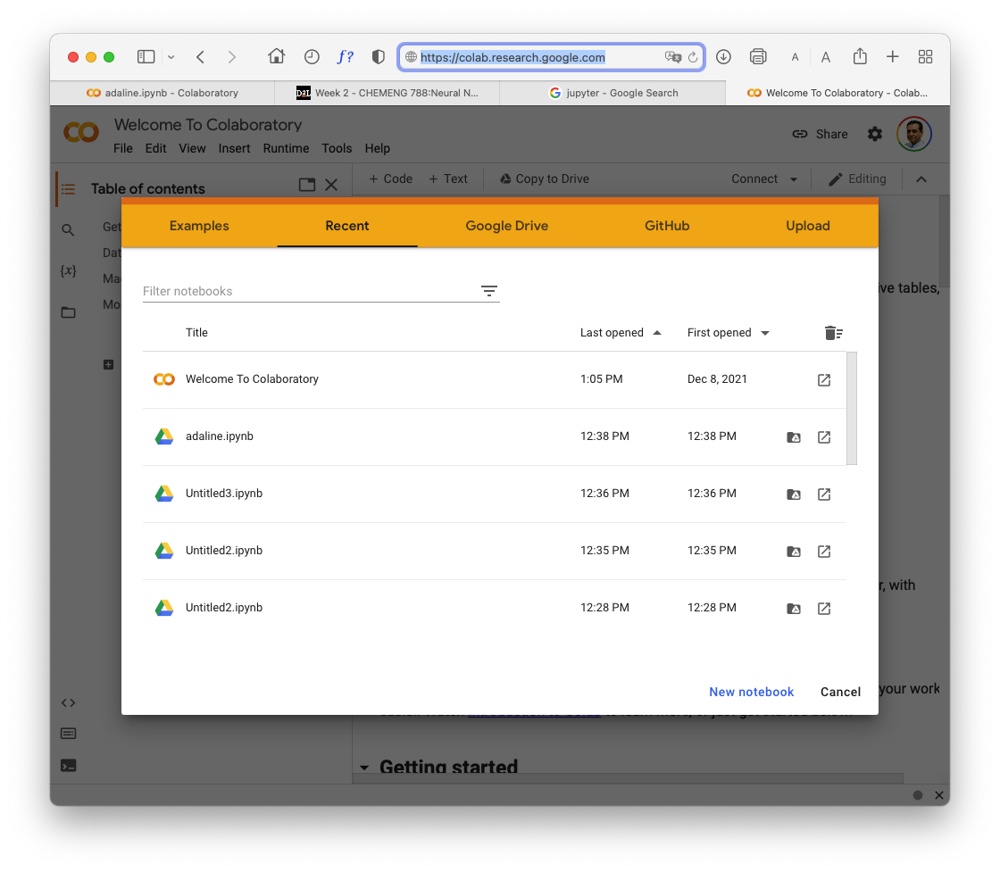 f?
https://colab.research.google.com
A A
adaline.ipynb - Colaboratory
D2L Week 2 - CHEMENG 788:Neural N...
jupyter - Google Search
Welcome To Colaboratory - Colab...
Welcome To Colaboratory
File Edit View Insert Runtime Tools Help
Share
Table of contents
+ Code + Text Copy to Drive Connect Editing
Get
Dat
{x}
Ma
Mo
Examples Recent Google Drive GitHub Upload
Filter notebooks
ive tables,
Title Last opened First opened
Welcome To Colaboratory 1:05 PM Dec 8, 2021
adaline.ipynb 12:38 PM 12:38 PM
Untitled3.ipynb 12:36 PM 12:36 PM
Untitled2.ipynb 12:35 PM 12:35 PM
r, with
Untitled2.ipynb 12:28 PM 12:28 PM
New notebook Cancel
your work
Getting started